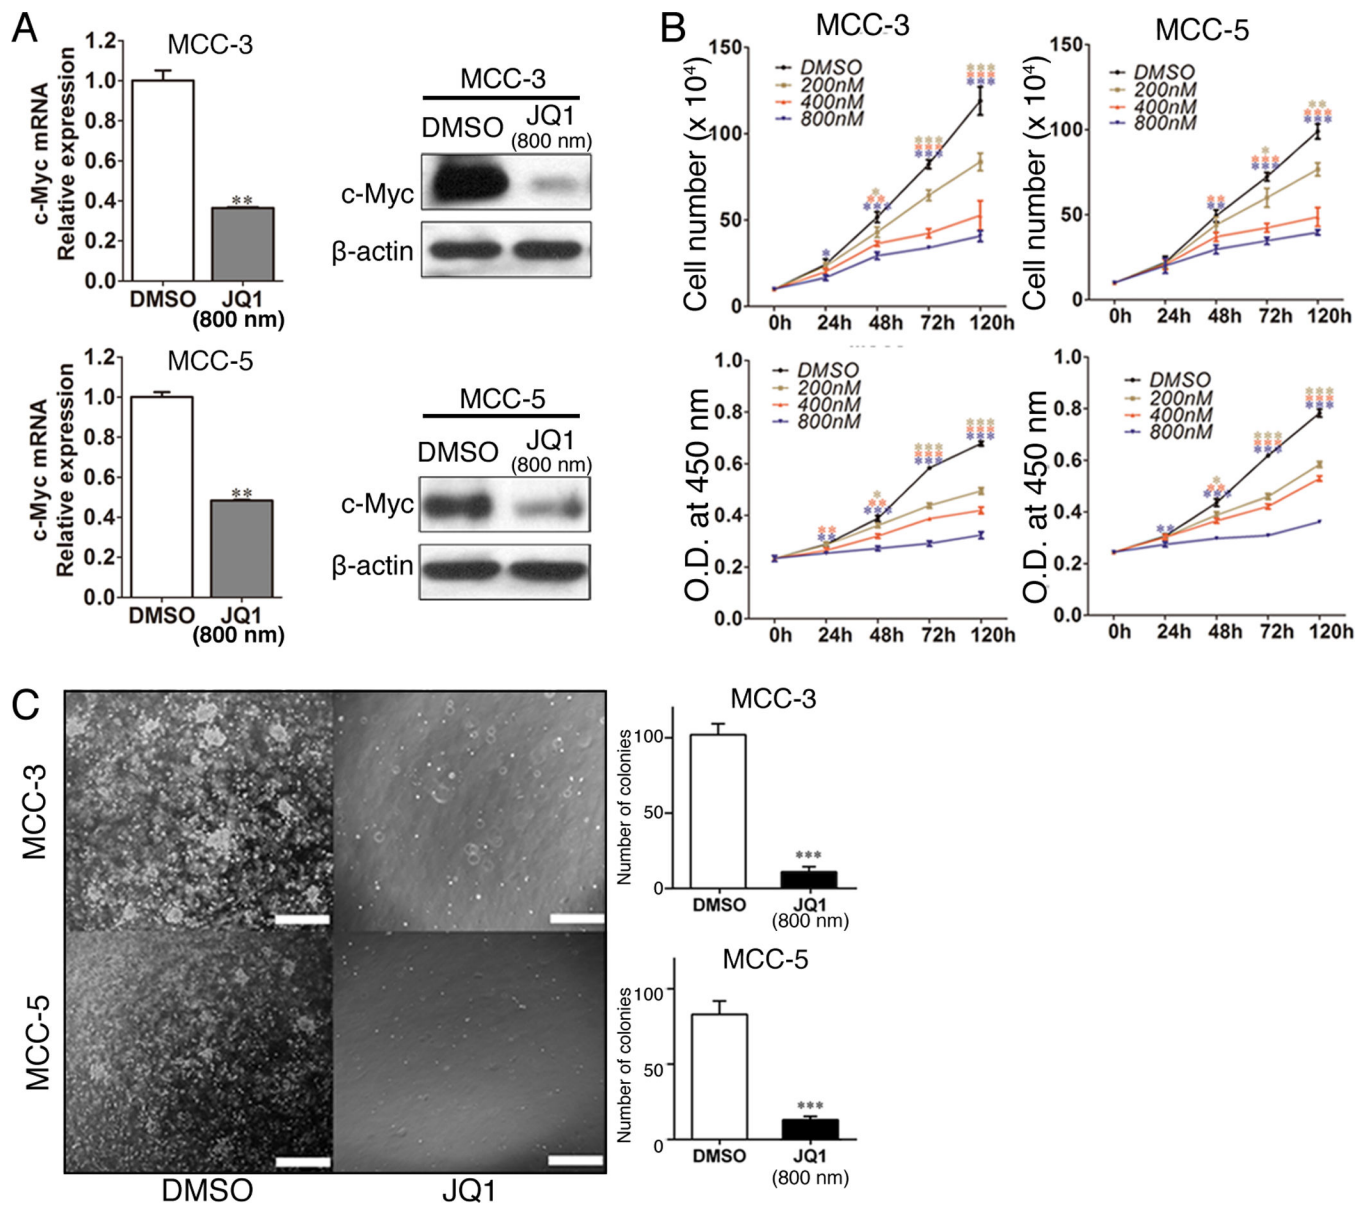 A
MCC-3
c-Myc mRNA
Relative expression
1.2
1.0
0.8
0.6
0.4
0.2
0.0
**
DMSO
JQ1
(800 nm)
MCC-3
DMSO
JQ1
(800 nm)
c-Myc
β-actin
MCC-5
c-Myc mRNA
Relative expression
1.2
1.0
0.8
0.6
0.4
0.2
0.0
**
DMSO
JQ1
(800 nm)
MCC-5
DMSO
JQ1
(800 nm)
c-Myc
β-actin
B
MCC-3
Cell number (x 10⁴)
150
100
50
0
DMSO
200nM
400nM
800nM
*
*
**
***
***
***
***
***
***
***
0h 24h 48h 72h 120h
MCC-5
Cell number (x 10⁴)
150
100
50
0
DMSO
200nM
400nM
800nM
**
**
*
***
***
**
***
***
0h 24h 48h 72h 120h
O.D. at 450 nm
1.0
0.8
0.6
0.4
0.2
0.0
DMSO
200nM
400nM
800nM
**
**
*
**
***
***
***
***
***
***
***
0h 24h 48h 72h 120h
O.D. at 450 nm
1.0
0.8
0.6
0.4
0.2
0.0
DMSO
200nM
400nM
800nM
**
*
**
***
***
***
***
***
***
***
0h 24h 48h 72h 120h
C
MCC-3
MCC-5
DMSO
JQ1
MCC-3
Number of colonies
100
50
0
***
DMSO
JQ1
(800 nm)
MCC-5
Number of colonies
100
50
0
***
DMSO
JQ1
(800 nm)